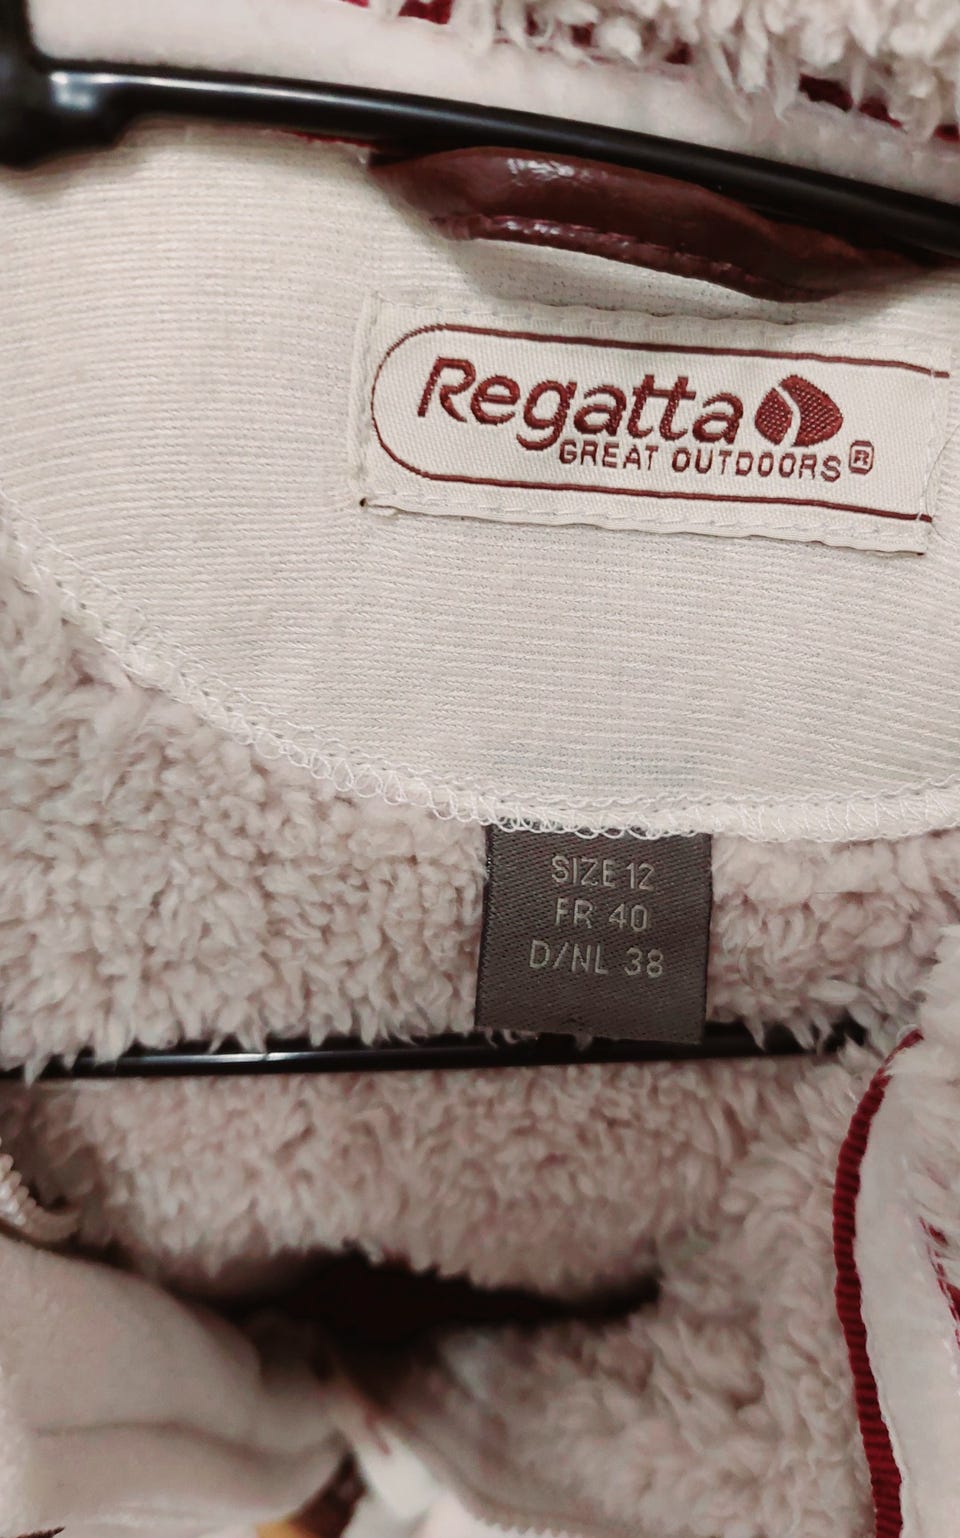 Regatta
GREAT OUTDOORS®
SIZE 12
FR 40
D/NL 38